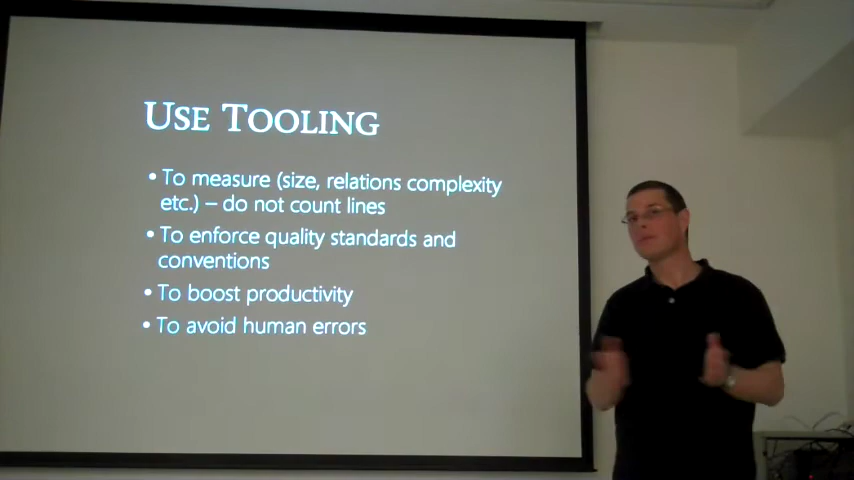 USE TOOLING
• To measure (size, relations complexity
etc.) – do not count lines
• To enforce quality standards and
conventions
• To boost productivity
• To avoid human errors